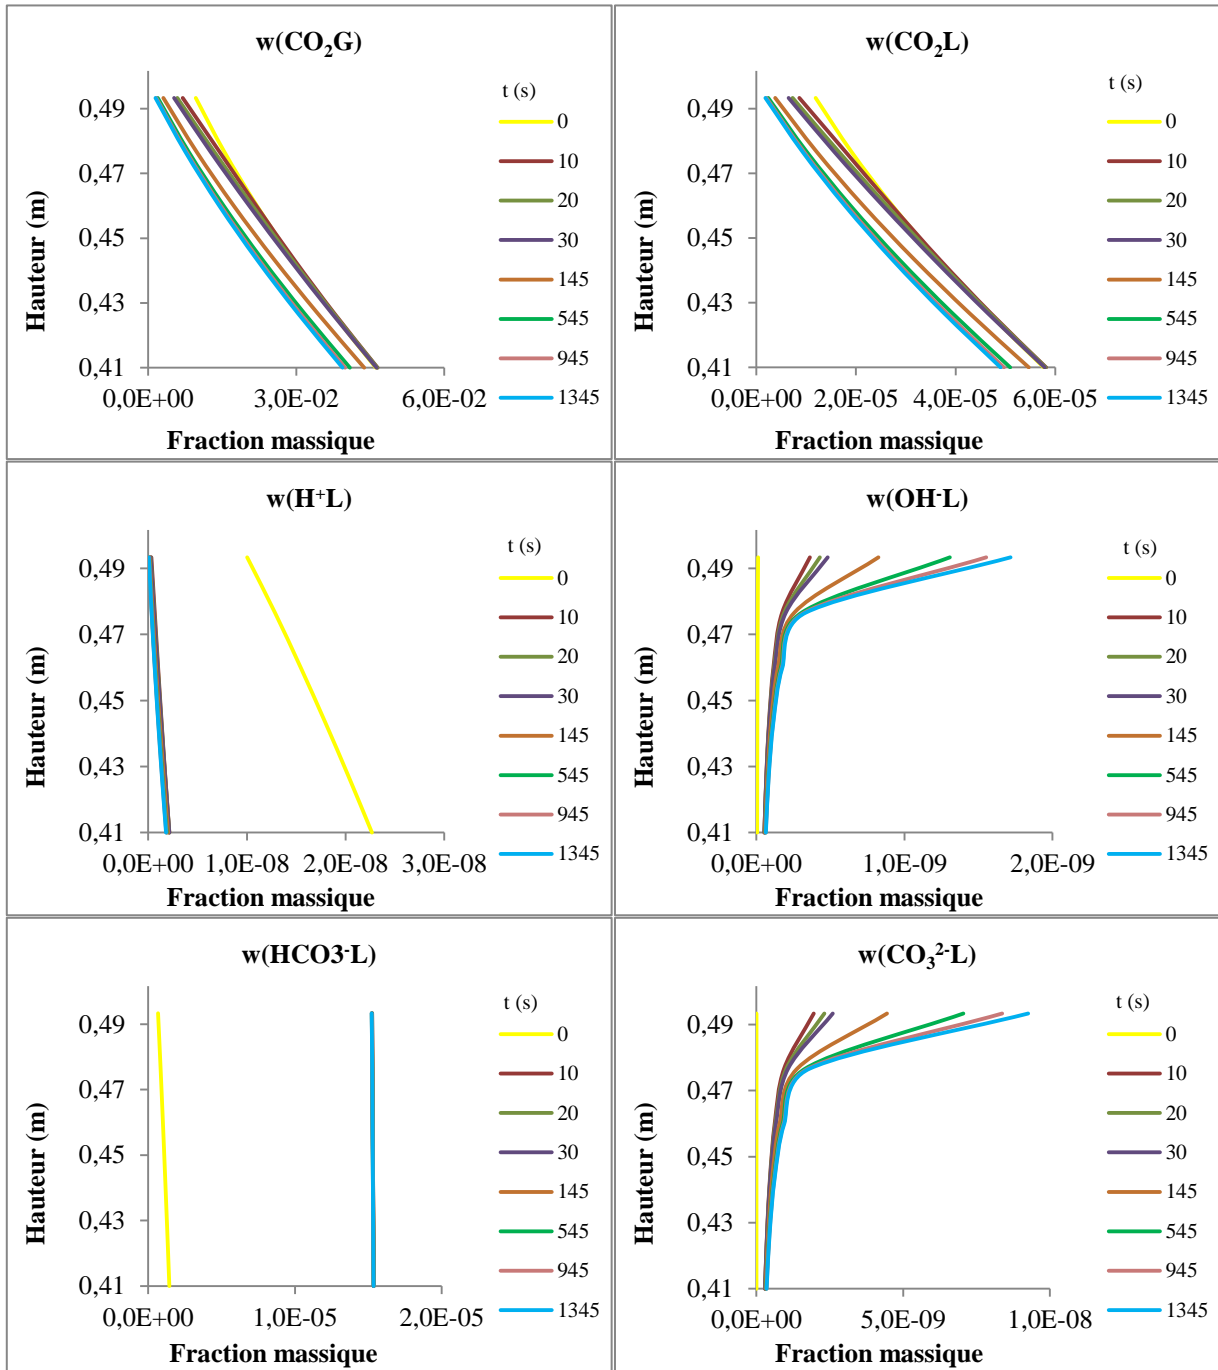 w(CO₂G)
t (s)
0,49
0
10
0,47
20
Hauteur (m)
0,45
30
145
0,43
545
945
0,41
1345
0,0E+00 3,0E-02 6,0E-02
Fraction massique
w(CO₂L)
t (s)
0,49
0
10
0,47
20
Hauteur (m)
0,45
30
145
0,43
545
945
0,41
1345
0,0E+00 2,0E-05 4,0E-05 6,0E-05
Fraction massique
w(H⁺L)
t (s)
0,49
0
10
0,47
20
Hauteur (m)
0,45
30
145
0,43
545
945
0,41
1345
0,0E+00 1,0E-08 2,0E-08 3,0E-08
Fraction massique
w(OH⁻L)
t (s)
0,49
0
10
0,47
20
Hauteur (m)
0,45
30
145
0,43
545
945
0,41
1345
0,0E+00 1,0E-09 2,0E-09
Fraction massique
w(HCO3⁻L)
t (s)
0,49
0
10
0,47
20
Hauteur (m)
0,45
30
145
0,43
545
945
0,41
1345
0,0E+00 1,0E-05 2,0E-05
Fraction massique
w(CO₃²⁻L)
t (s)
0,49
0
10
0,47
20
Hauteur (m)
0,45
30
145
0,43
545
945
0,41
1345
0,0E+00 5,0E-09 1,0E-08
Fraction massique